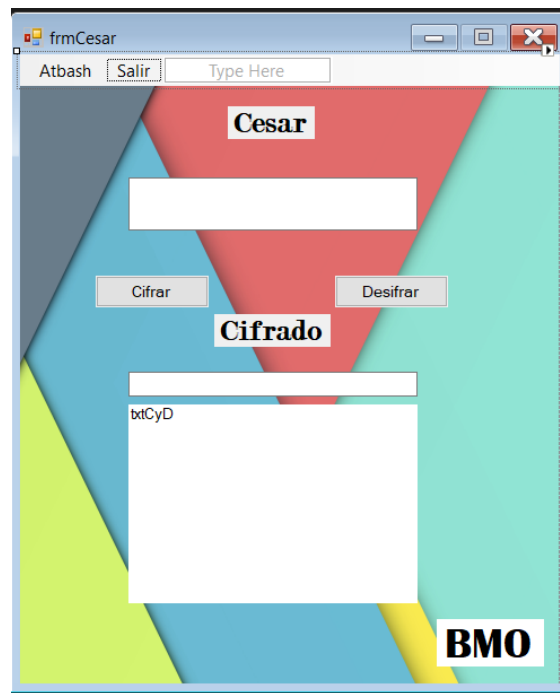 frmCesar
Atbash Salir Type Here
Cesar
Cifrar Desifrar
Cifrado
txtCyD
BMO